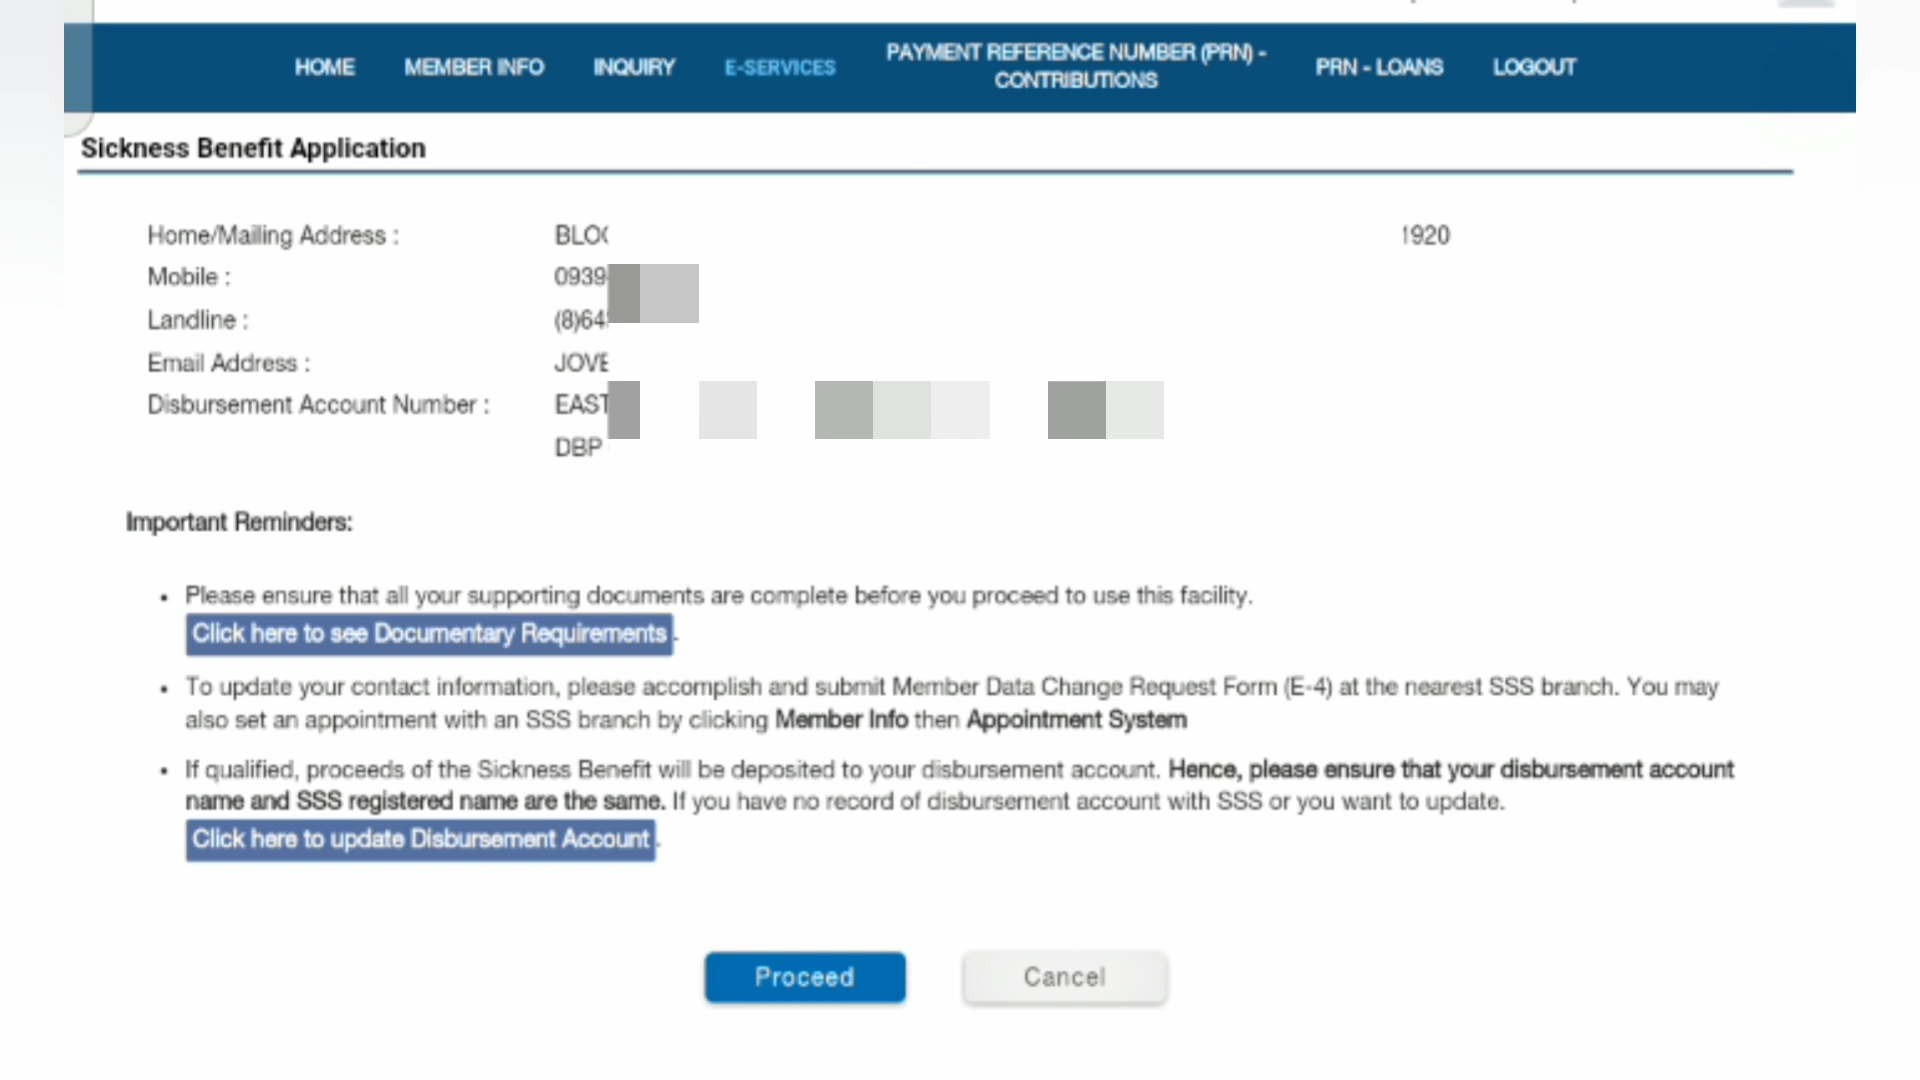 HOME MEMBER INFO INQUIRY E-SERVICES PAYMENT REFERENCE NUMBER (PRN) - CONTRIBUTIONS PRN - LOANS LOGOUT
Sickness Benefit Application
Home/Mailing Address : 1920
Mobile : 0939
Landline : (8)64
Email Address : JOVE
Disbursement Account Number : EAST
DBP
Important Reminders:
• Please ensure that all your supporting documents are complete before you proceed to use this facility.
Click here to see Documentary Requirements.
• To update your contact information, please accomplish and submit Member Data Change Request Form (E-4) at the nearest SSS branch. You may
also set an appointment with an SSS branch by clicking Member Info then Appointment System
• If qualified, proceeds of the Sickness Benefit will be deposited to your disbursement account. Hence, please ensure that your disbursement account
name and SSS registered name are the same. If you have no record of disbursement account with SSS or you want to update.
Click here to update Disbursement Account.
Proceed Cancel